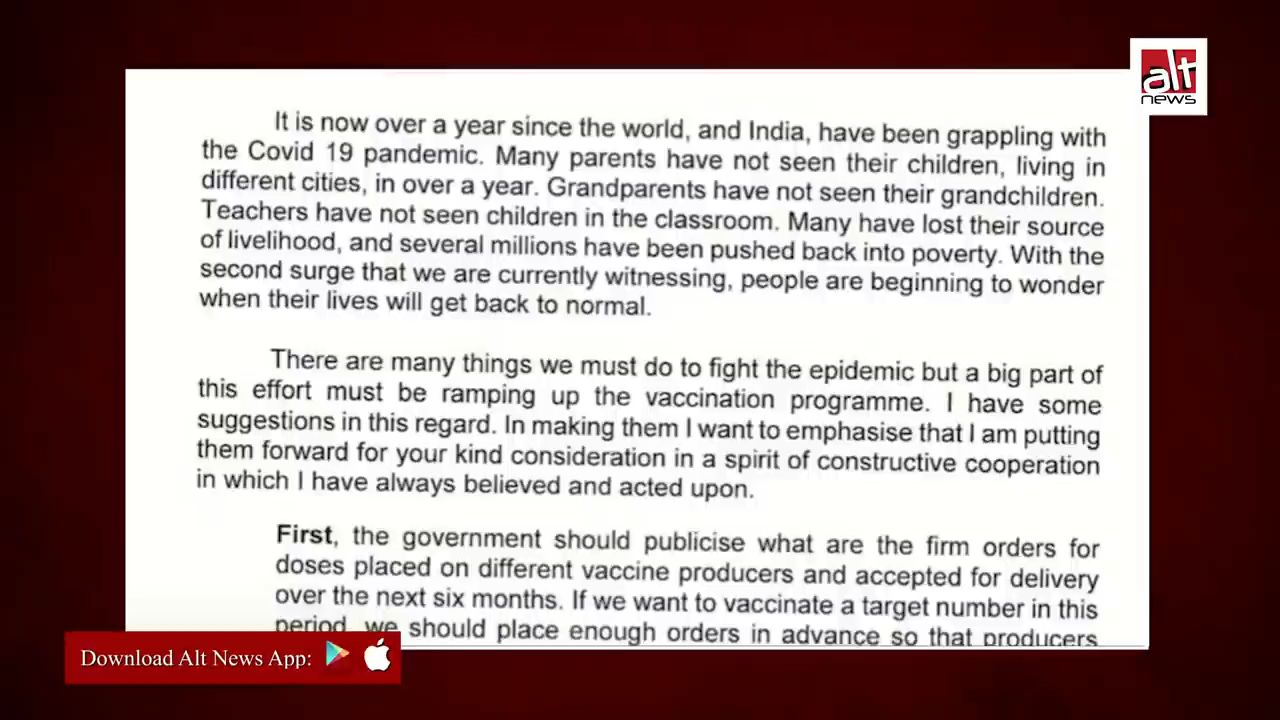 alt
news
It is now over a year since the world, and India, have been grappling with
the Covid 19 pandemic. Many parents have not seen their children, living in
different cities, in over a year. Grandparents have not seen their grandchildren.
Teachers have not seen children in the classroom. Many have lost their source
of livelihood, and several millions have been pushed back into poverty. With the
second surge that we are currently witnessing, people are beginning to wonder
when their lives will get back to normal.
There are many things we must do to fight the epidemic but a big part of
this effort must be ramping up the vaccination programme. I have some
suggestions in this regard. In making them I want to emphasise that I am putting
them forward for your kind consideration in a spirit of constructive cooperation
in which I have always believed and acted upon.
First, the government should publicise what are the firm orders for
doses placed on different vaccine producers and accepted for delivery
over the next six months. If we want to vaccinate a target number in this
period, we should place enough orders in advance so that producers
Download Alt News App: